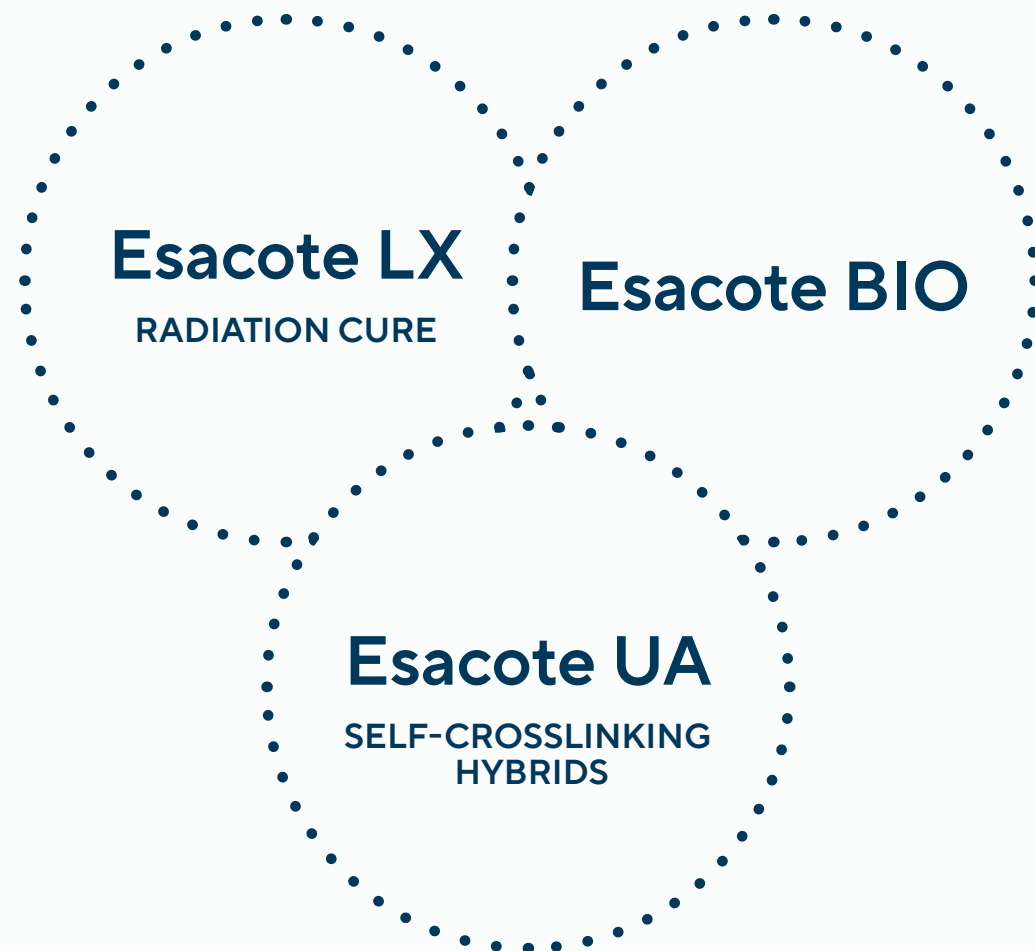 Esacote LX
RADIATION CURE
Esacote BIO
Esacote UA
SELF-CROSSLINKING
HYBRIDS